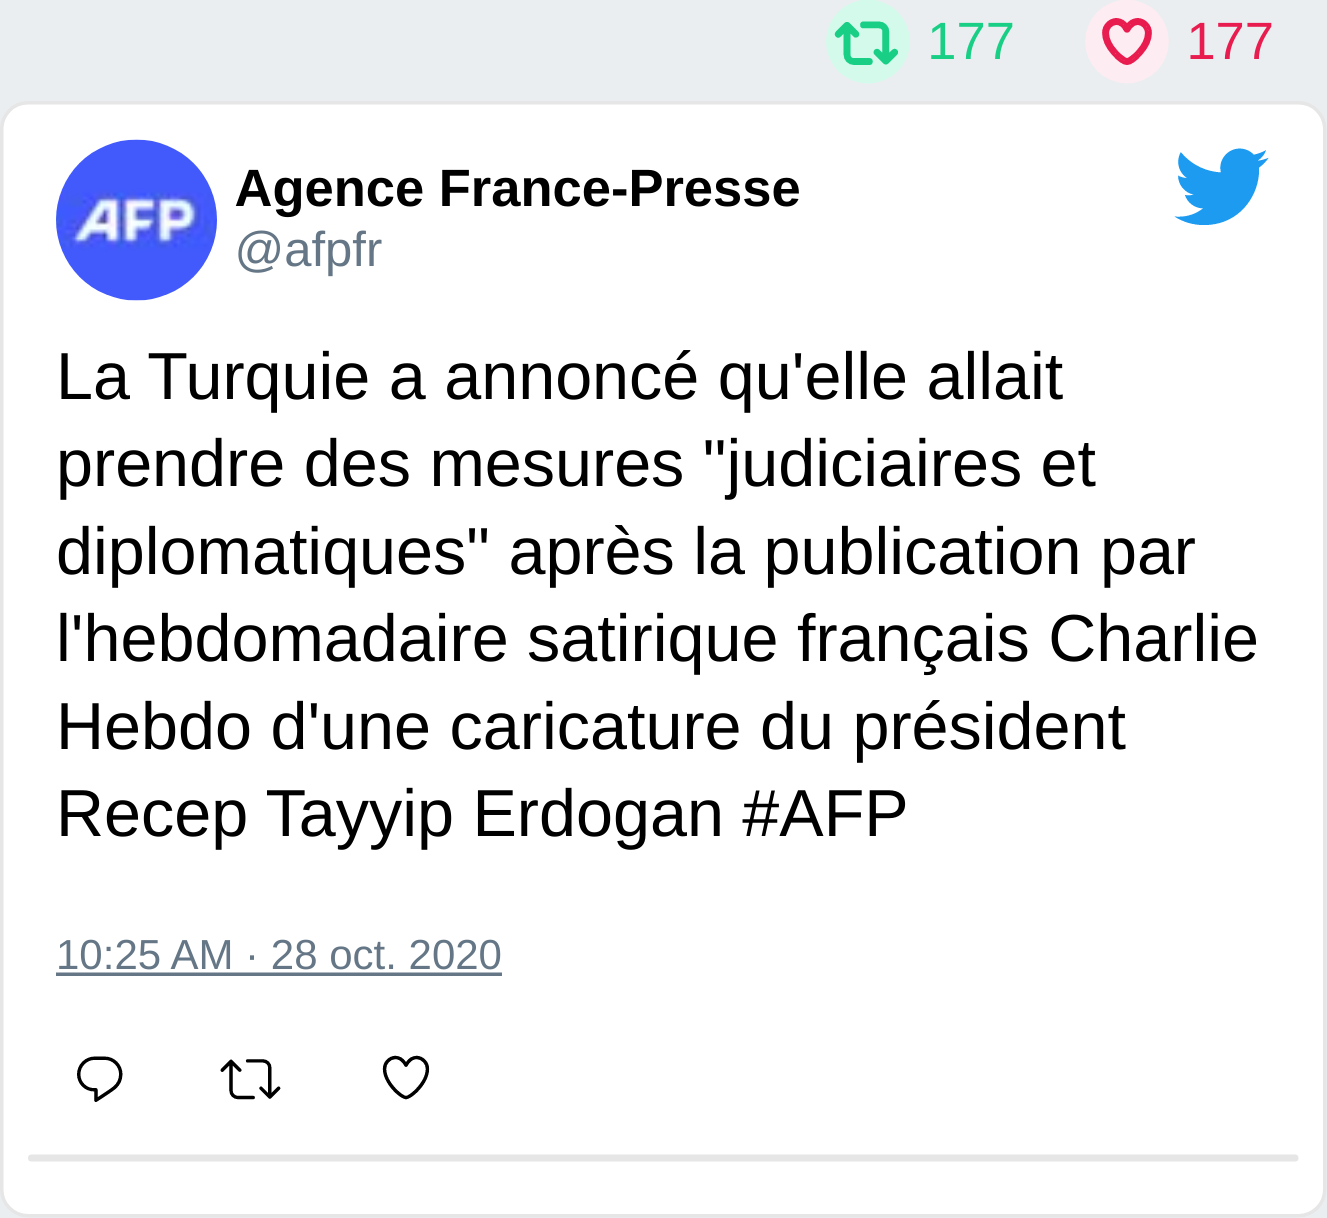 177 177
AFP
Agence France-Presse
@afpfr
La Turquie a annoncé qu'elle allait
prendre des mesures "judiciaires et
diplomatiques" après la publication par
l'hebdomadaire satirique français Charlie
Hebdo d'une caricature du président
Recep Tayyip Erdogan #AFP
10:25 AM · 28 oct. 2020